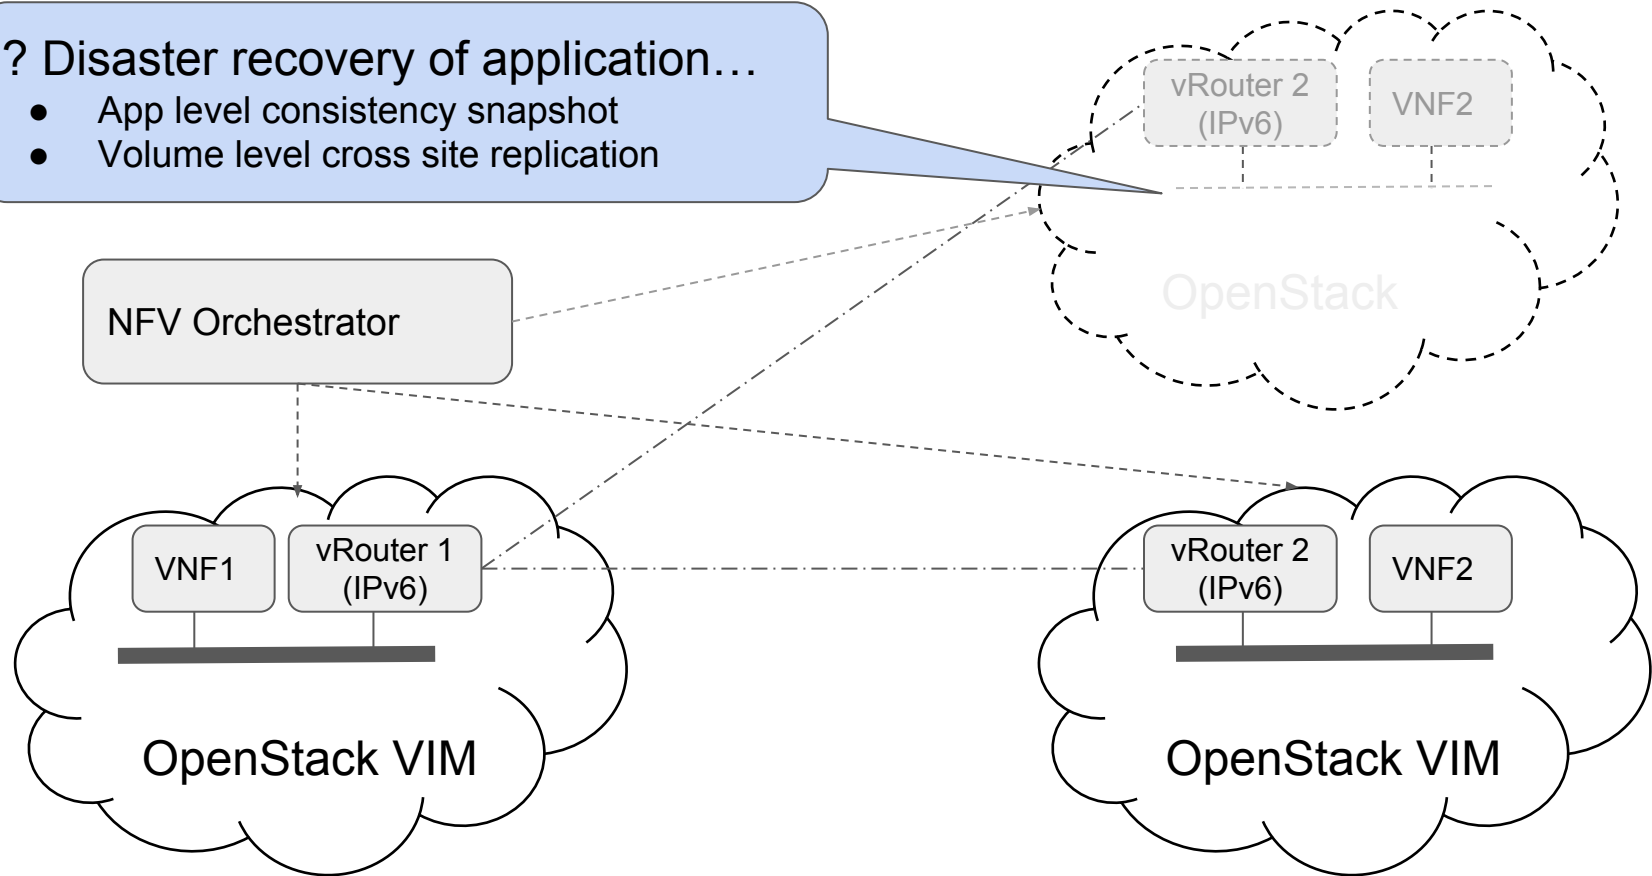 ? Disaster recovery of application…
● App level consistency snapshot
● Volume level cross site replication
vRouter 2
(IPv6)
VNF2
OpenStack
NFV Orchestrator
VNF1
vRouter 1
(IPv6)
OpenStack VIM
vRouter 2
(IPv6)
VNF2
OpenStack VIM